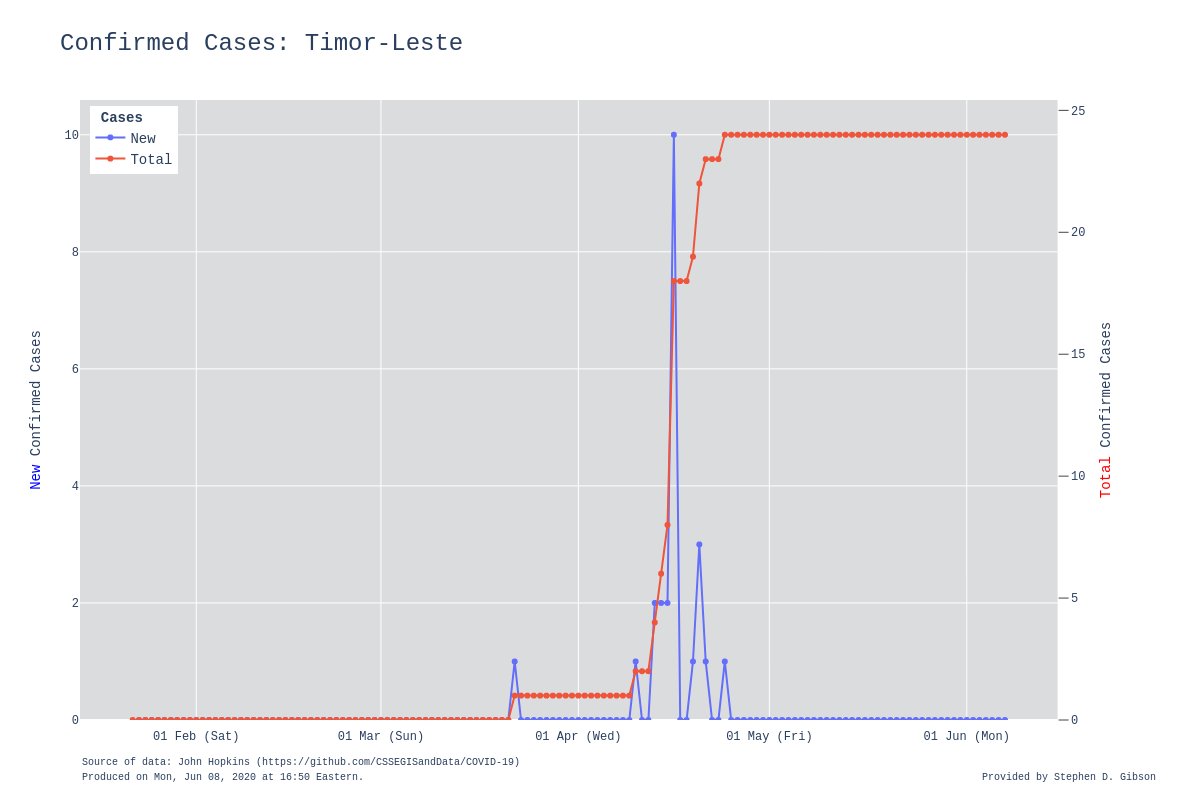 Confirmed Cases: Timor-Leste
Cases
New
Total
10
8
6
4
2
0
25
20
15
10
5
0
New Confirmed Cases
Total Confirmed Cases
01 Feb (Sat)
01 Mar (Sun)
01 Apr (Wed)
01 May (Fri)
01 Jun (Mon)
Source of data: John Hopkins (https://github.com/CSSEGISandData/COVID-19)
Produced on Mon, Jun 08, 2020 at 16:50 Eastern.
Provided by Stephen D. Gibson